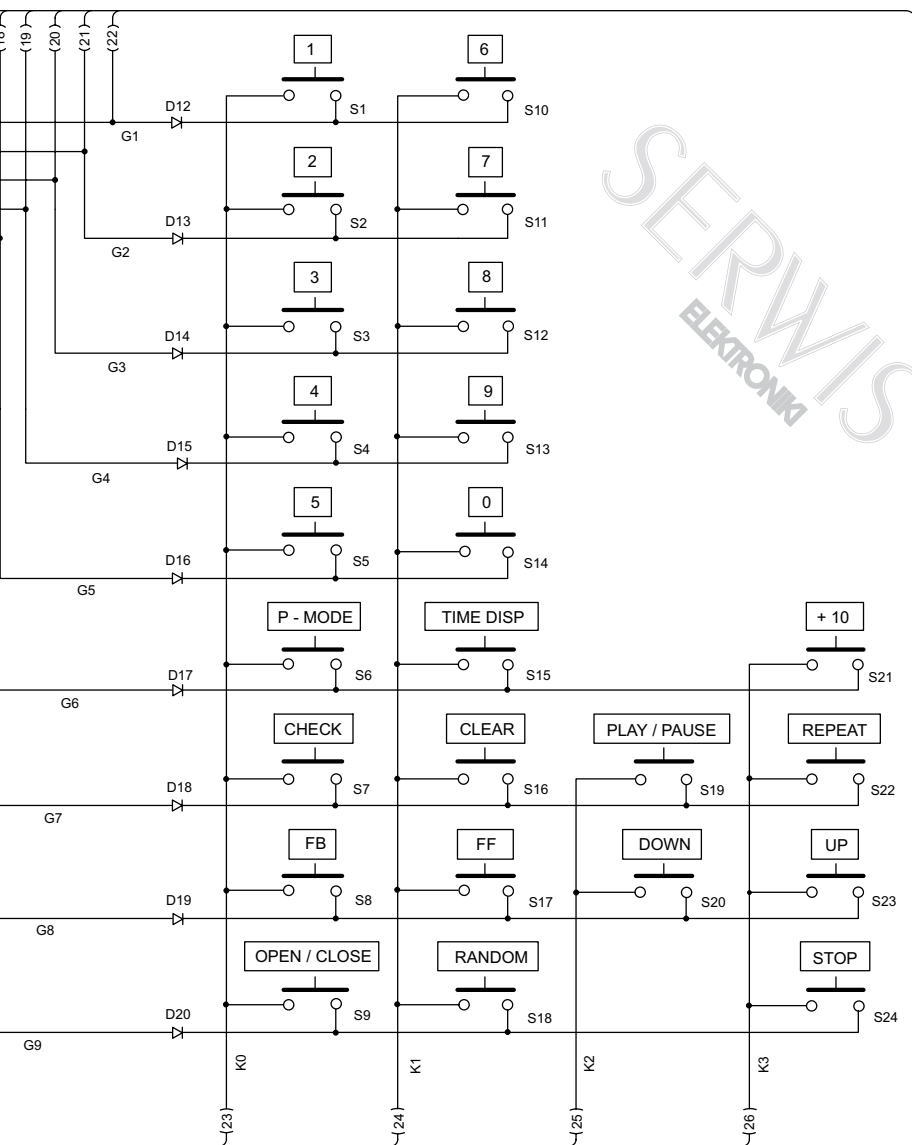 (18)
(19)
(20)
(21)
(22)
1
6
D12
S1
S10
G1
2
7
D13
S2
S11
G2
3
8
D14
S3
S12
G3
4
9
D15
S4
S13
G4
5
0
D16
S5
S14
G5
P - MODE
TIME DISP
+ 10
D17
S6
S15
S21
G6
CHECK
CLEAR
PLAY / PAUSE
REPEAT
D18
S7
S16
S19
S22
G7
FB
FF
DOWN
UP
D19
S8
S17
S20
S23
G8
OPEN / CLOSE
RANDOM
STOP
D20
S9
S18
S24
G9
K0
K1
K2
K3
(23)
(24)
(25)
(26)
SERWIS
ELEKTRONIKI